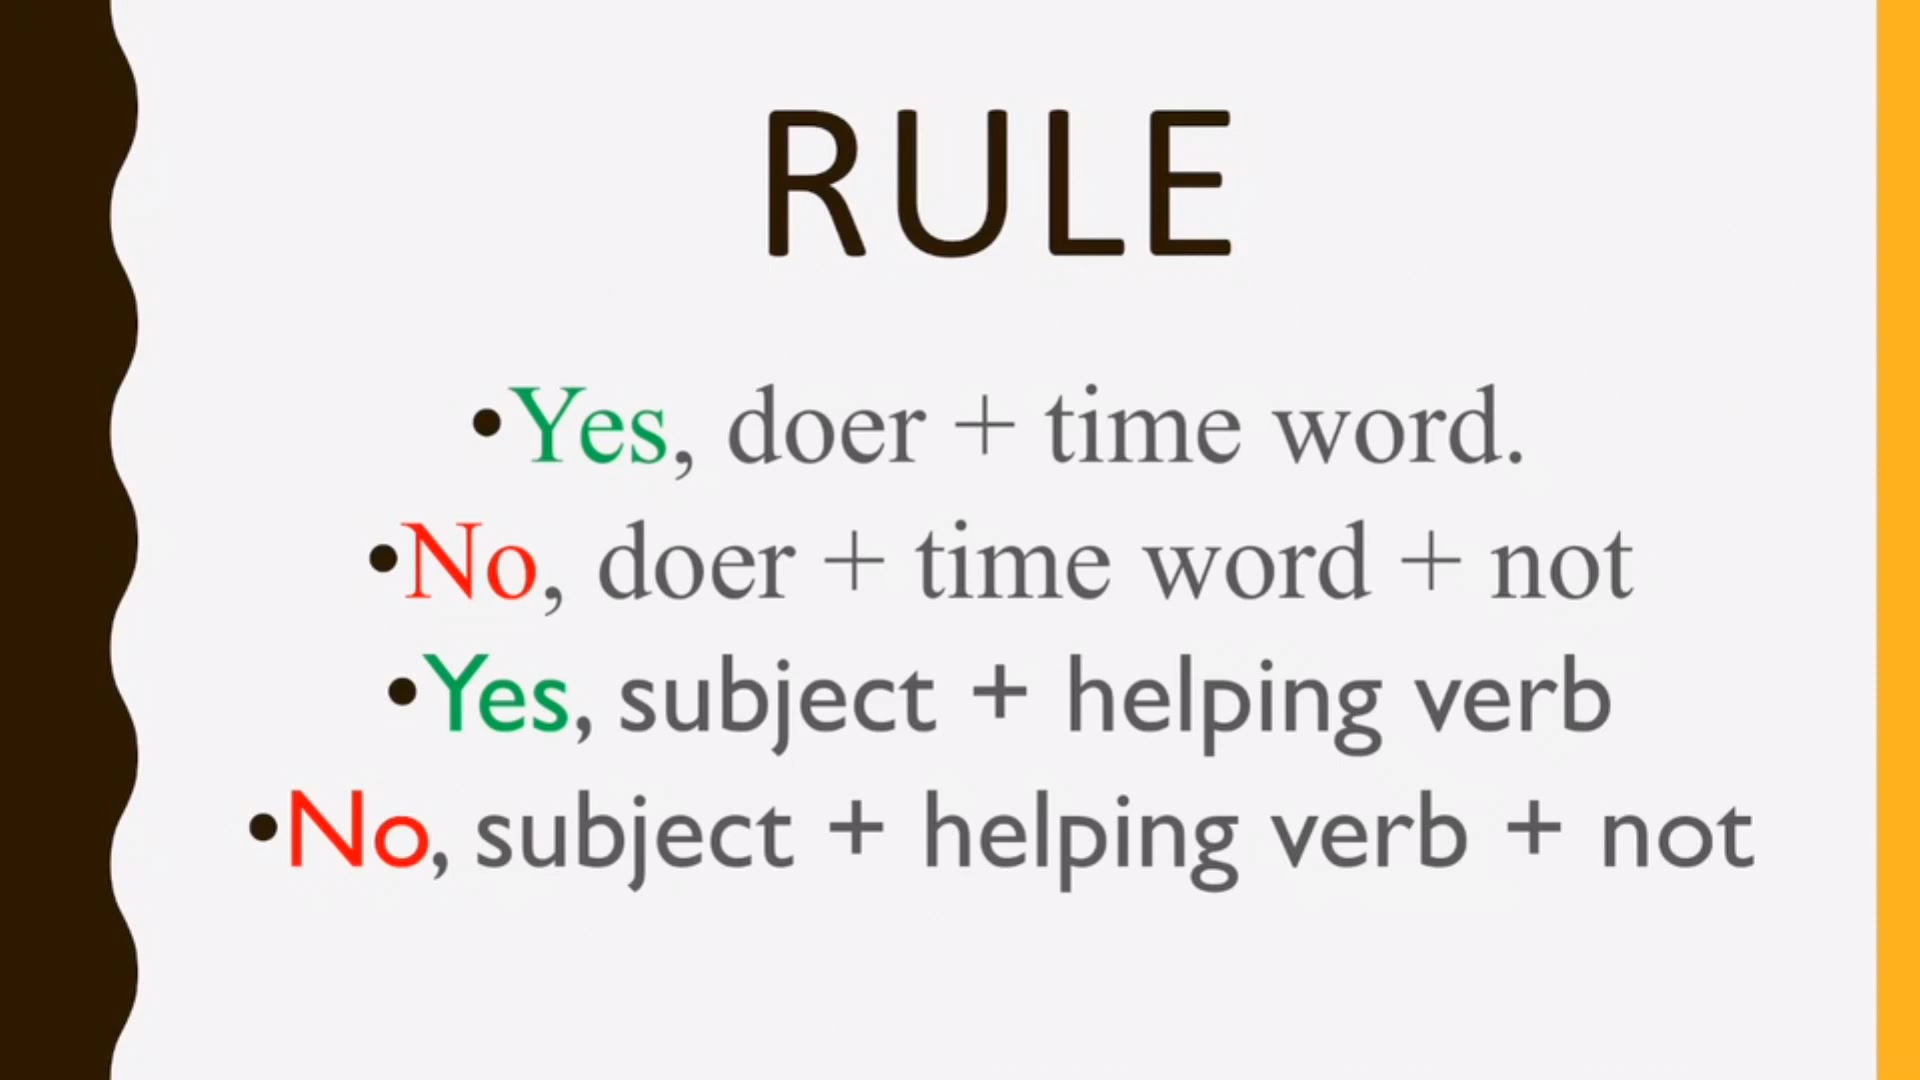 RULE
•Yes, doer + time word.
•No, doer + time word + not
•Yes, subject + helping verb
•No, subject + helping verb + not